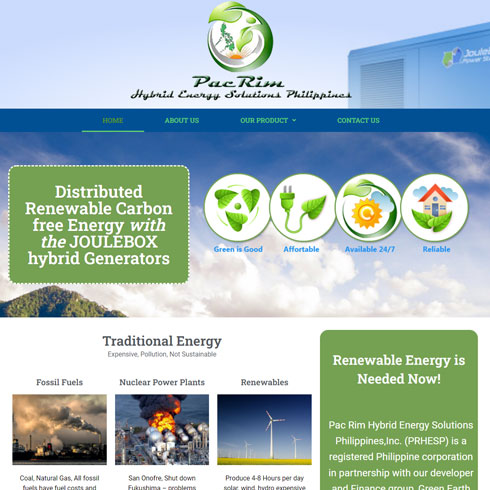 PacRim
Hybrid Energy Solutions Philippines
HOME
ABOUT US
OUR PRODUCT
CONTACT US
Distributed
Renewable Carbon
free Energy with
the JOULEBOX
hybrid Generators
Green is Good
Affortable
Available 24/7
Reliable
Traditional Energy
Expensive, Pollution, Not Sustainable
Fossil Fuels
Nuclear Power Plants
Renewables
Coal, Natural Gas, All fossil
fuels have fuel costs and
San Onofre, Shut down
Fukushima – problems
Produce 4-8 Hours per day
solar, wind, hydro expensive
Renewable Energy is
Needed Now!
Pac Rim Hybrid Energy Solutions
Philippines,Inc. (PRHESP) is a
registered Philippine corporation
in partnership with our developer
and Finance group, Green Earth